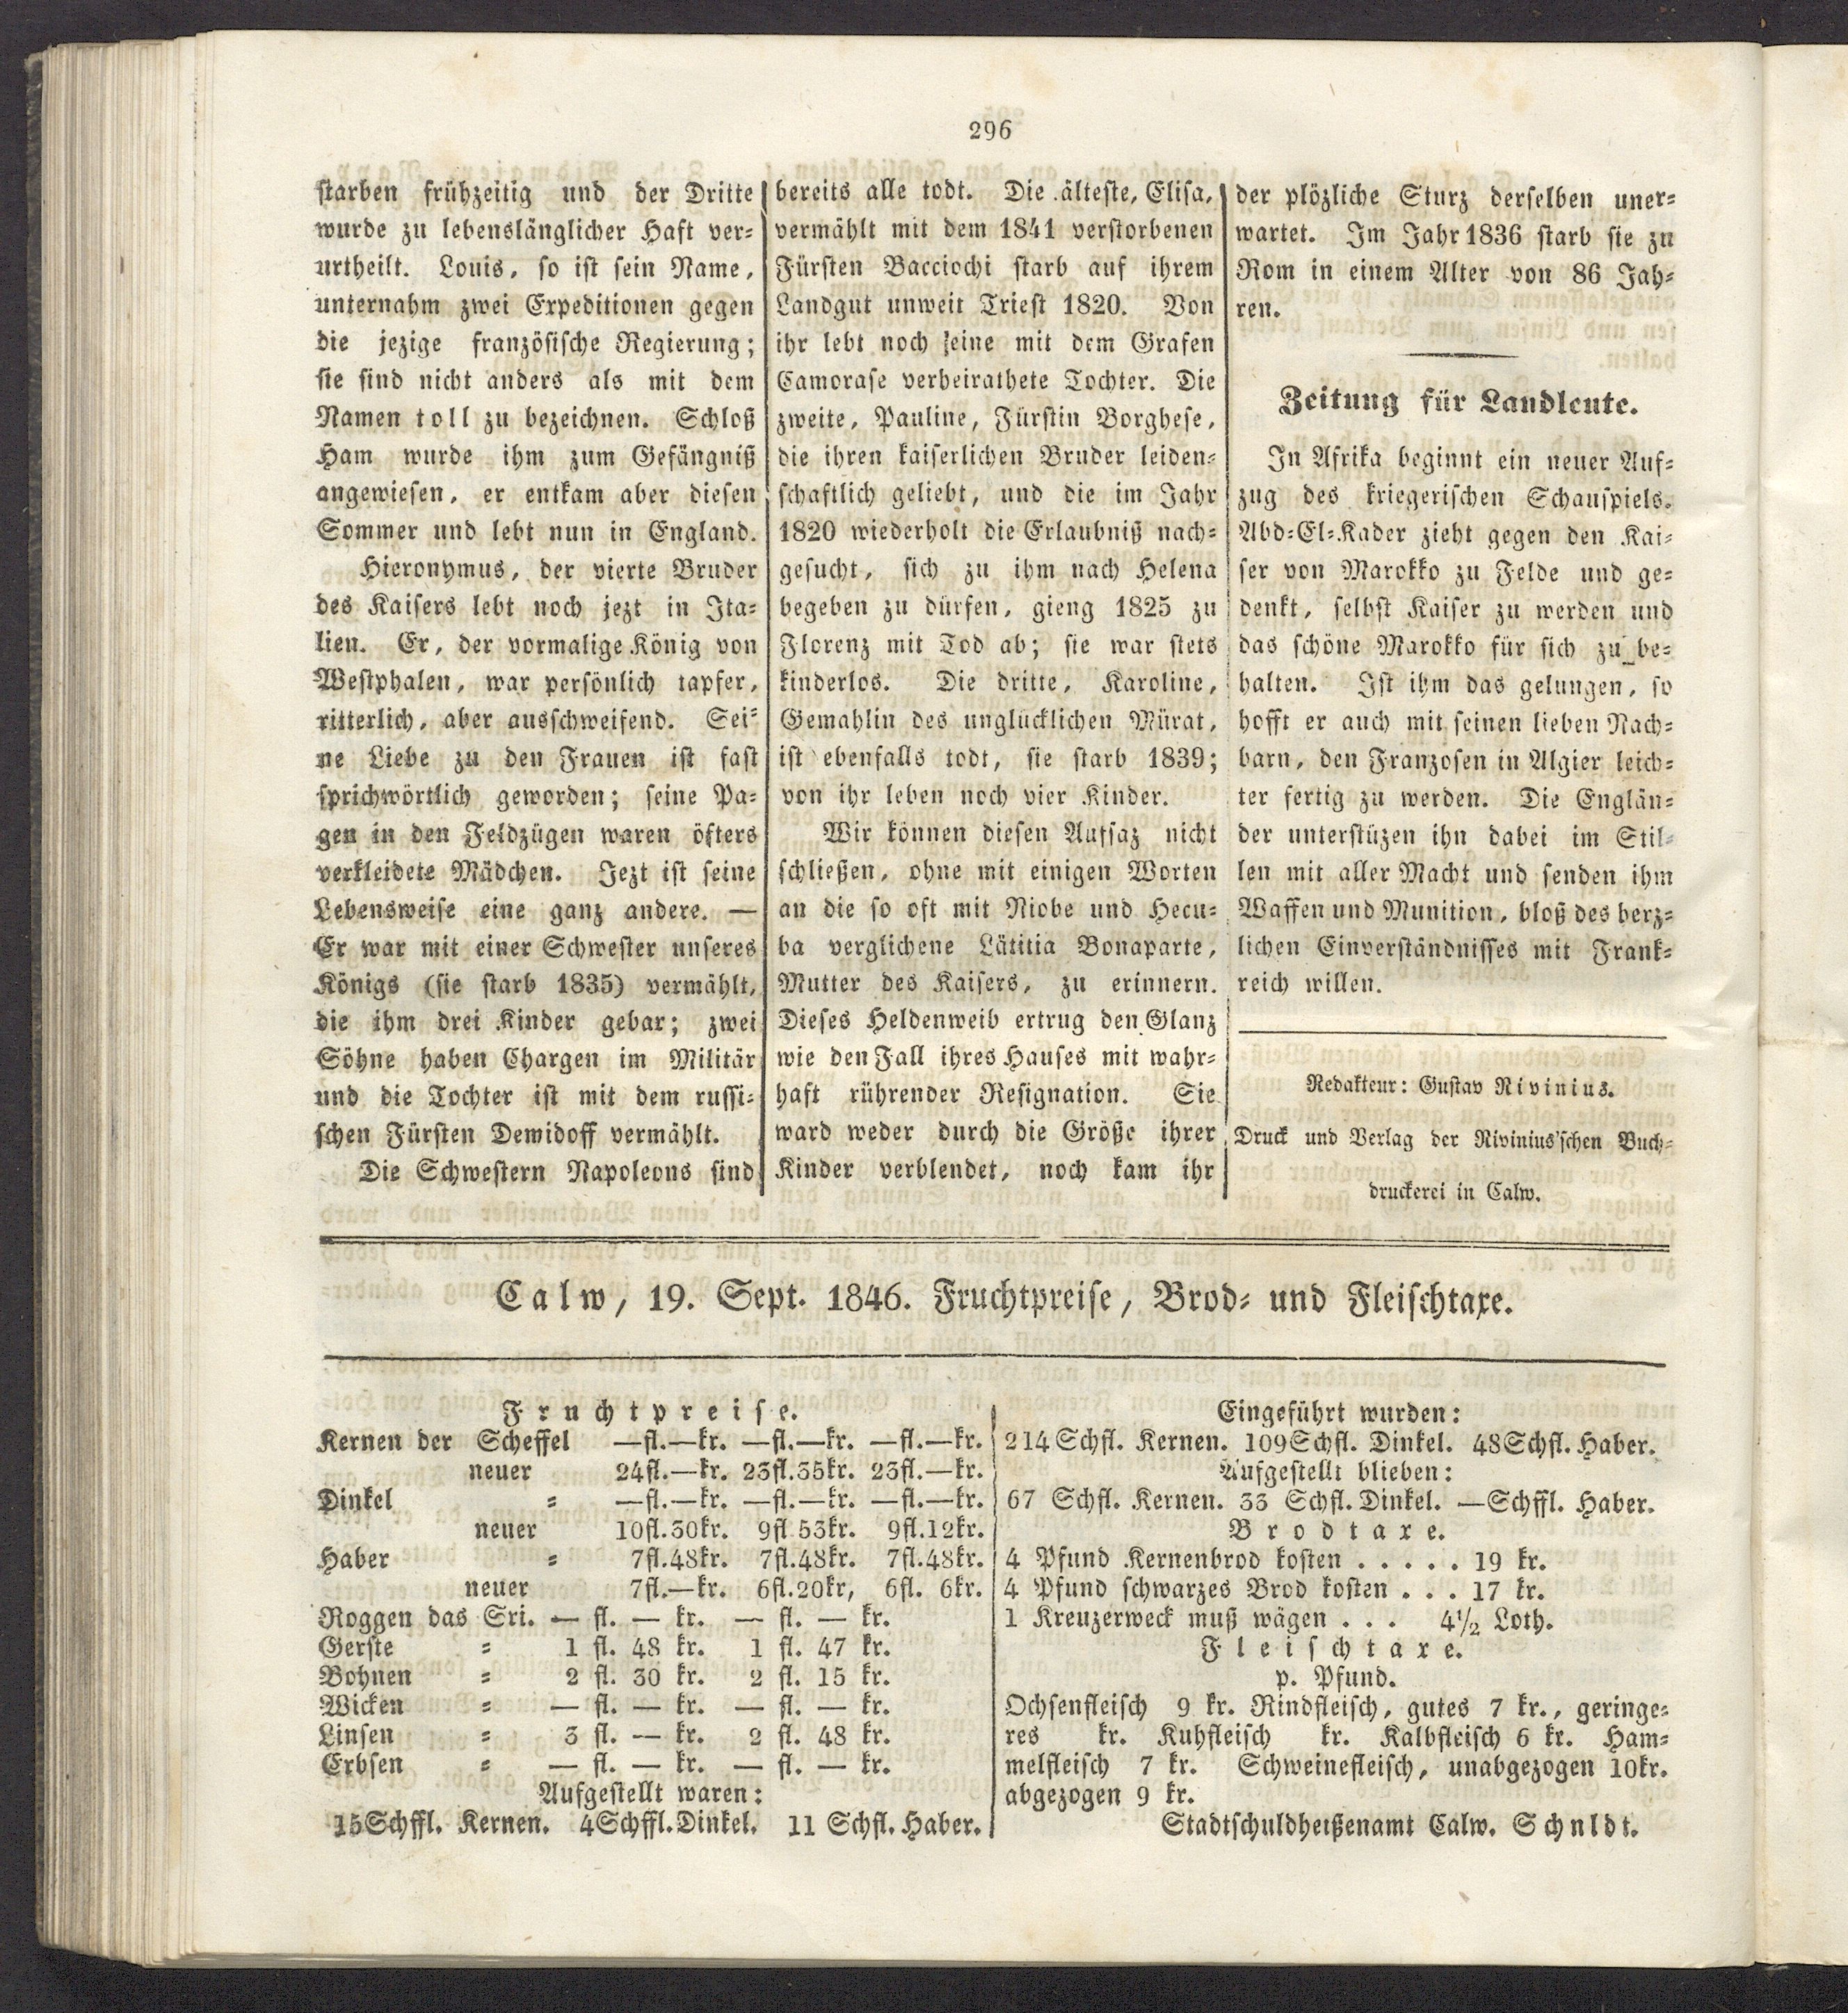 296
starben frühzeitig und der Dritte
wurde zu lebenslänglicher Haft ver-
urtheilt. Louis, so ist sein Name,
unternahm zwei Expeditionen gegen
die jezige französische Regierung;
sie sind nicht anders als mit dem
Namen toll zu bezeichnen. Schloß
Ham wurde ihm zum Gefängniß
angewiesen, er entkam aber diesen
Sommer und lebt nun in England.
Hieronymus, der vierte Bruder
des Kaisers lebt noch jezt in Ita-
lien. Er, der vormalige König von
Westphalen, war persönlich tapfer,
ritterlich, aber ausschweifend. Sei-
ne Liebe zu den Frauen ist fast
sprichwörtlich geworden; seine Pa-
gen in den Feldzügen waren öfters
verkleidete Mädchen. Jezt ist seine
Lebensweise eine ganz andere. —
Er war mit einer Schwester unseres
Königs (sie starb 1835) vermählt,
die ihm drei Kinder gebar; zwei
Söhne haben Chargen im Militär
und die Tochter ist mit dem russi-
schen Fürsten Demidoff vermählt.
Die Schwestern Napoleons sind
bereits alle todt. Die älteste, Elisa,
vermählt mit dem 1841 verstorbenen
Fürsten Bacciochi starb auf ihrem
Landgut unweit Triest 1820. Von
ihr lebt noch eine mit dem Grafen
Camorase verheirathete Tochter. Die
zweite, Pauline, Fürstin Borghese,
die ihren kaiserlichen Bruder leiden-
schaftlich geliebt, und die im Jahr
1820 wiederholt die Erlaubniß nach-
gesucht, sich zu ihm nach Helena
begeben zu dürfen, gieng 1825 zu
Florenz mit Tod ab; sie war stets
kinderlos. Die dritte, Karoline,
Gemahlin des unglücklichen Mürat,
ist ebenfalls todt, sie starb 1839;
von ihr leben noch vier Kinder.
Wir können diesen Aufsaz nicht
schließen, ohne mit einigen Worten
an die so oft mit Niobe und Hecu-
ba verglichene Lätitia Bonaparte,
Mutter des Kaisers, zu erinnern.
Dieses Heldenweib ertrug den Glanz
wie den Fall ihres Hauses mit wahr-
haft rührender Resignation. Sie
ward weder durch die Größe ihrer
Kinder verblendet, noch kam ihr
der plözliche Sturz derselben uner-
wartet. Im Jahr 1836 starb sie zu
Rom in einem Alter von 86 Jah-
ren.
Zeitung für Landleute.
In Afrika beginnt ein neuer Auf-
zug des kriegerischen Schauspiels.
Abd-El-Kader zieht gegen den Kai-
ser von Marokko zu Felde und ge-
denkt, selbst Kaiser zu werden und
das schöne Marokko für sich zu be-
halten. Ist ihm das gelungen, so
hofft er auch mit seinen lieben Nach-
barn, den Franzosen in Algier leich-
ter fertig zu werden. Die Englän-
der unterstüzen ihn dabei im Stil-
len mit aller Macht und senden ihm
Waffen und Munition, bloß des herz-
lichen Einverständnisses mit Frank-
reich willen.
Redakteur: Gustav Rivinius.
Druck und Verlag der Rivinius'schen Buch-
druckerei in Calw.
Calw, 19. Sept. 1846. Fruchtpreise, Brod- und Fleischtaxe.
Fruchtpreise.
Kernen der Scheffel —fl.—kr. —fl.—kr. —fl.—kr.
neuer 24fl.—kr. 23fl.35kr. 23fl.—kr.
Dinkel = —fl.—kr. —fl.—kr. —fl.—kr.
neuer 10fl.30kr. 9fl 53kr. 9fl.12kr.
Haber = 7fl.48kr. 7fl.48kr. 7fl.48kr.
neuer 7fl.—kr. 6fl.20kr, 6fl. 6kr.
Roggen das Sri. — fl. — kr. — fl. — kr.
Gerste = 1 fl. 48 kr. 1 fl. 47 kr.
Bohnen = 2 fl. 30 kr. 2 fl. 15 kr.
Wicken = — fl. — kr. — fl. — kr.
Linsen = 3 fl. — kr. 2 fl. 48 kr.
Erbsen = — fl. — kr. — fl. — kr.
Aufgestellt waren:
15Schffl. Kernen. 4Schffl.Dinkel. 11 Schfl. Haber.
Eingeführt wurden:
214 Schfl. Kernen. 109Schfl. Dinkel. 48Schfl. Haber.
Aufgestellt blieben:
67 Schfl. Kernen. 33 Schfl. Dinkel. —Schffl. Haber.
Brodtaxe.
4 Pfund Kernenbrod kosten . . . . . 19 kr.
4 Pfund schwarzes Brod kosten . . . 17 kr.
1 Kreuzerweck muß wägen . . . 4½ Loth.
Fleischtaxe.
p. Pfund.
Ochsenfleisch 9 kr. Rindfleisch, gutes 7 kr., geringe-
res kr. Kuhfleisch kr. Kalbfleisch 6 kr. Ham-
melfleisch 7 kr. Schweinefleisch, unabgezogen 10kr.
abgezogen 9 kr.
Stadtschuldheißenamt Calw. Schuldt.